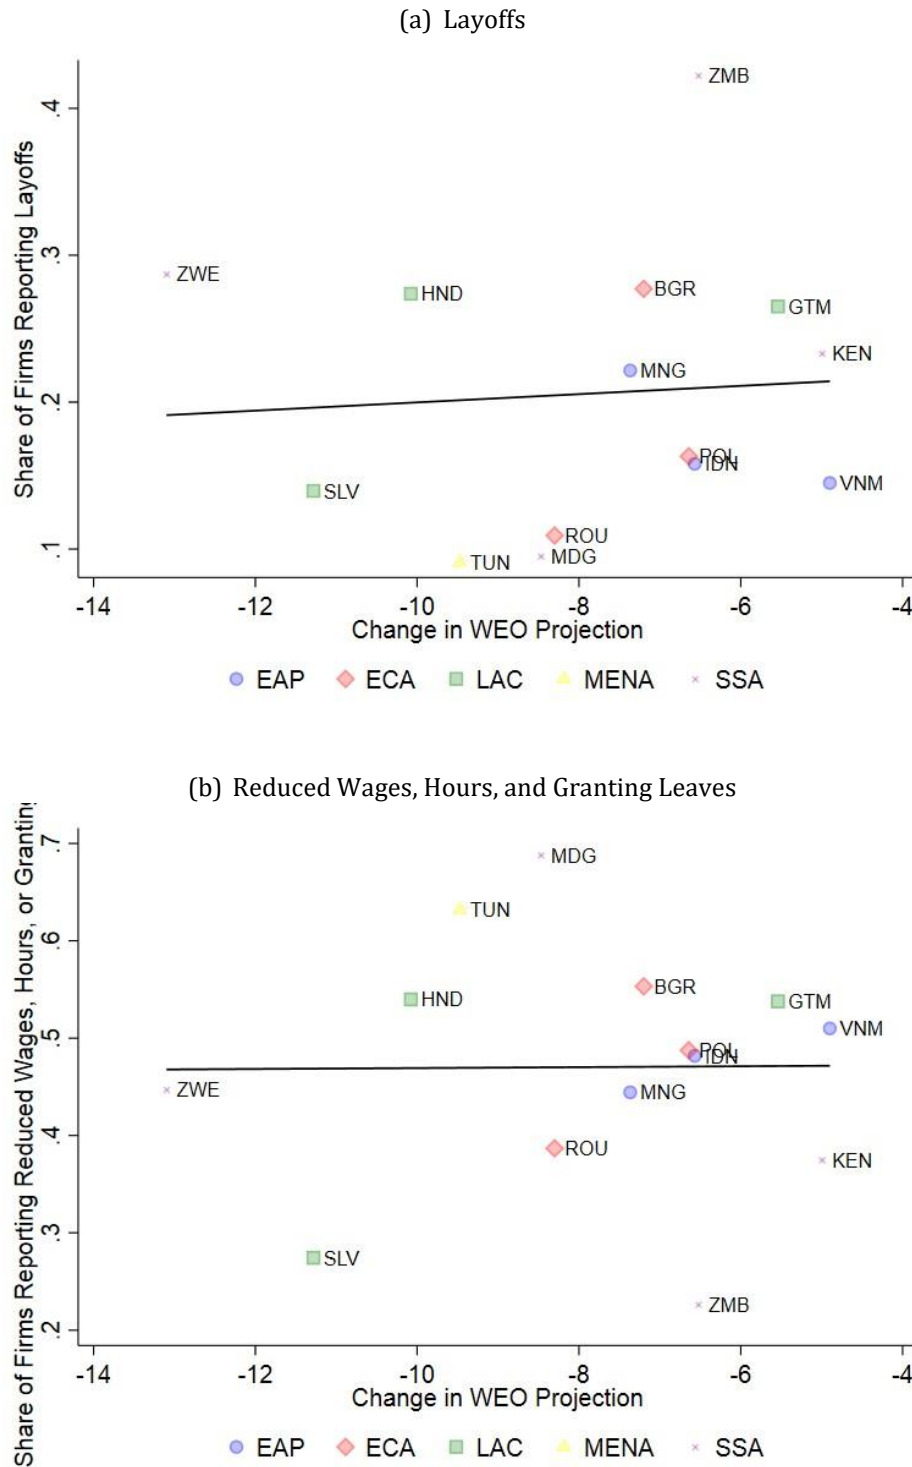 (a) Layoffs
Share of Firms Reporting Layoffs
.4
.3
.2
.1
ZMB
ZWE
HND
BGR
GTM
KEN
MNG
POL
IDN
VNM
SLV
ROU
MDG
TUN
-14 -12 -10 -8 -6 -4
Change in WEO Projection
EAP ECA LAC MENA SSA
(b) Reduced Wages, Hours, and Granting Leaves
Share of Firms Reporting Reduced Wages, Hours, or Granting
.7
.6
.5
.4
.3
.2
MDG
TUN
BGR
HND
GTM
VNM
POL
IDN
ZWE
MNG
ROU
KEN
SLV
ZMB
-14 -12 -10 -8 -6 -4
Change in WEO Projection
EAP ECA LAC MENA SSA